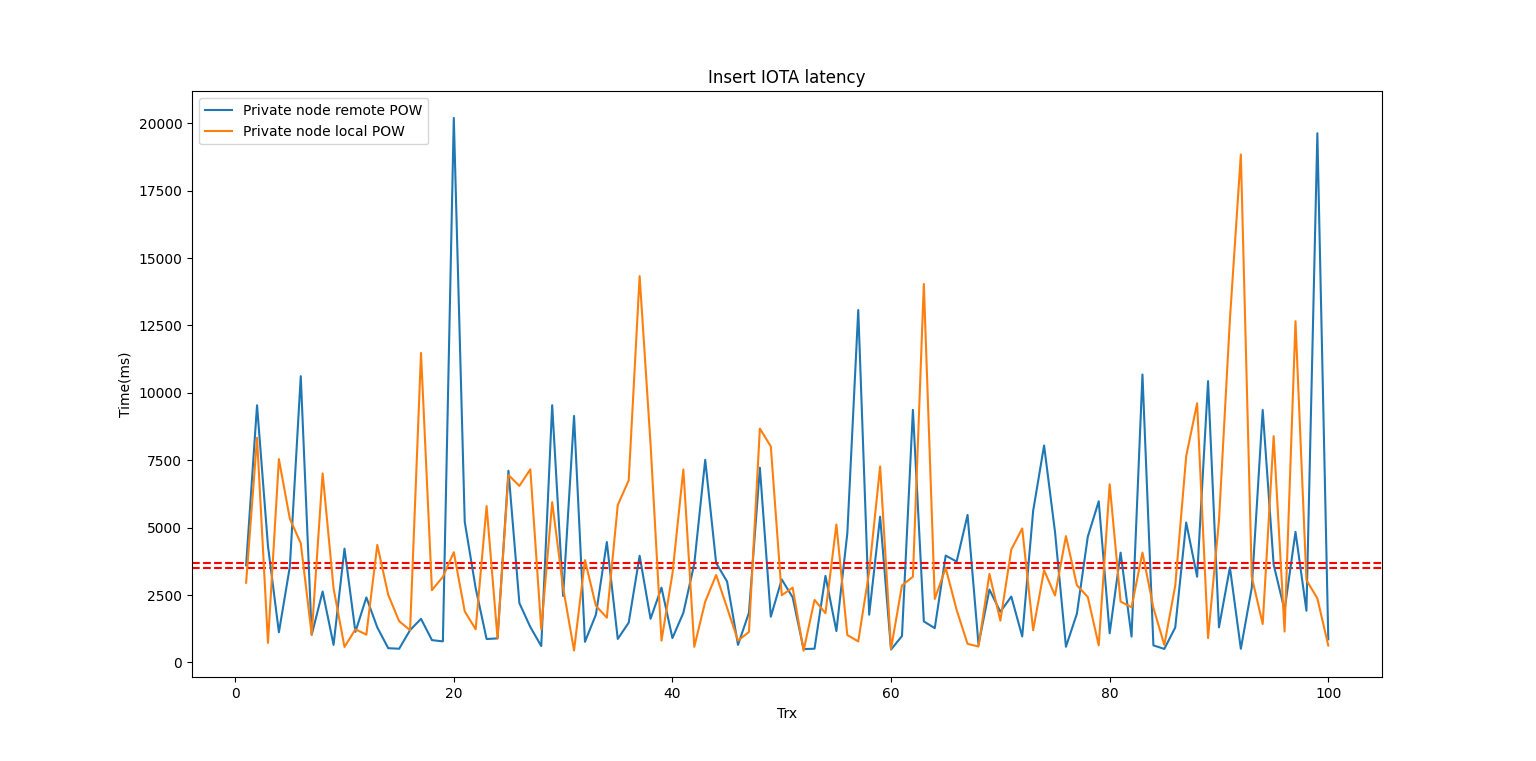 Insert IOTA latency
Private node remote POW
Private node local POW
20000
17500
15000
12500
10000
7500
5000
2500
0
Time(ms)
0 20 40 60 80 100
Trx